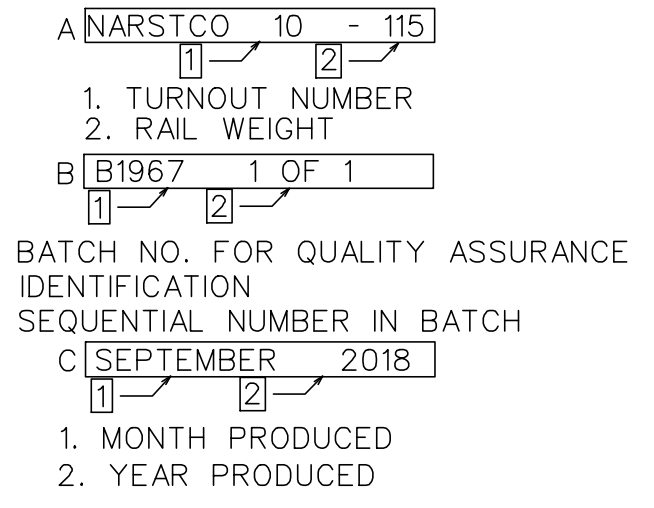 A NARSTCO 10 - 115
1 2
1. TURNOUT NUMBER
2. RAIL WEIGHT
B B1967 1 OF 1
1 2
BATCH NO. FOR QUALITY ASSURANCE
IDENTIFICATION
SEQUENTIAL NUMBER IN BATCH
C SEPTEMBER 2018
1 2
1. MONTH PRODUCED
2. YEAR PRODUCED